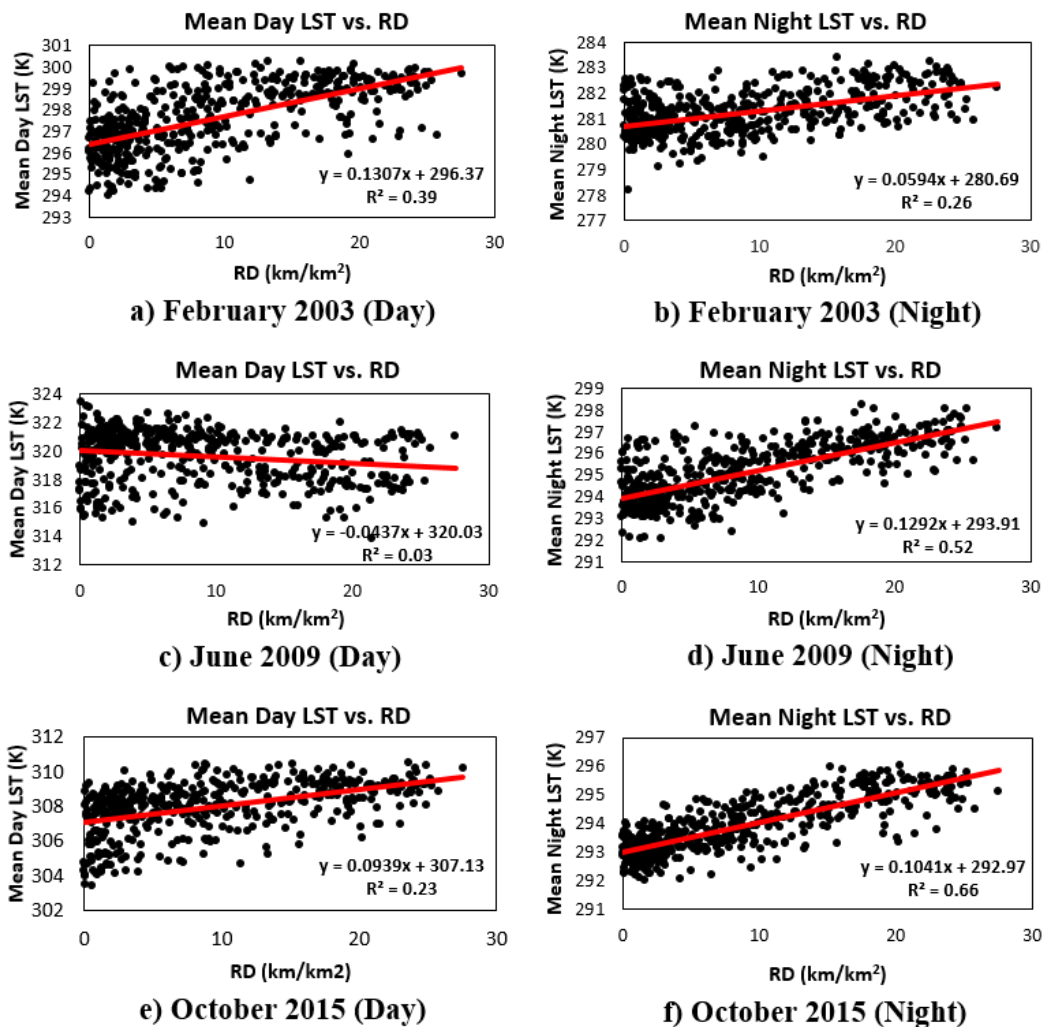 Mean Day LST vs. RD
Mean Day LST (K)
301
300
299
298
297
296
295
294
293
y = 0.1307x + 296.37
R² = 0.39
0
10
20
30
RD (km/km²)
a) February 2003 (Day)
Mean Night LST vs. RD
Mean Night LST (K)
284
283
282
281
280
279
278
277
y = 0.0594x + 280.69
R² = 0.26
0
10
20
30
RD (km/km²)
b) February 2003 (Night)
Mean Day LST vs. RD
Mean Day LST (K)
324
322
320
318
316
314
312
y = -0.0437x + 320.03
R² = 0.03
0
10
20
30
RD (km/km²)
c) June 2009 (Day)
Mean Night LST vs. RD
Mean Night LST (K)
299
298
297
296
295
294
293
292
291
y = 0.1292x + 293.91
R² = 0.52
0
10
20
30
RD (km/km²)
d) June 2009 (Night)
Mean Day LST vs. RD
Mean Day LST (K)
312
310
308
306
304
302
y = 0.0939x + 307.13
R² = 0.23
0
10
20
30
RD (km/km2)
e) October 2015 (Day)
Mean Night LST vs. RD
Mean Night LST (K)
297
296
295
294
293
292
291
y = 0.1041x + 292.97
R² = 0.66
0
10
20
30
RD (km/km²)
f) October 2015 (Night)